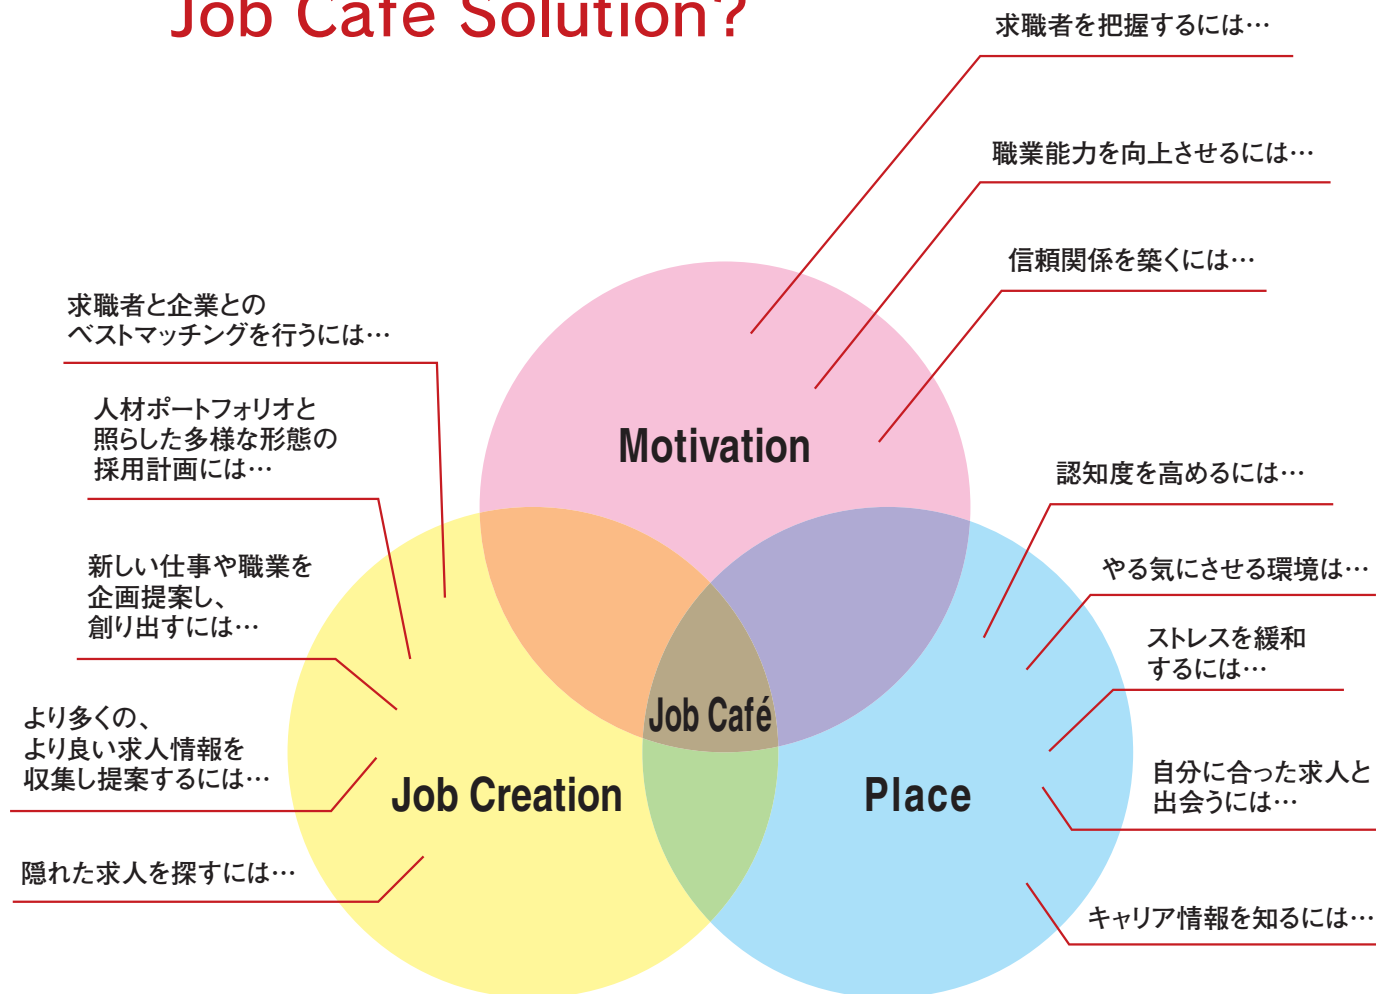 Job Café Solution?
求職者を把握するには…
職業能力を向上させるには…
信頼関係を築くには…
求職者と企業との
ベストマッチングを行うには…
人材ポートフォリオと
照らした多様な形態の
採用計画には…
新しい仕事や職業を
企画提案し、
創り出すには…
より多くの、
より良い求人情報を
収集し提案するには…
隠れた求人を探すには…
Motivation
Job Café
Job Creation
Place
認知度を高めるには…
やる気にさせる環境は…
ストレスを緩和
するには…
自分に合った求人と
出会うには…
キャリア情報を知るには…